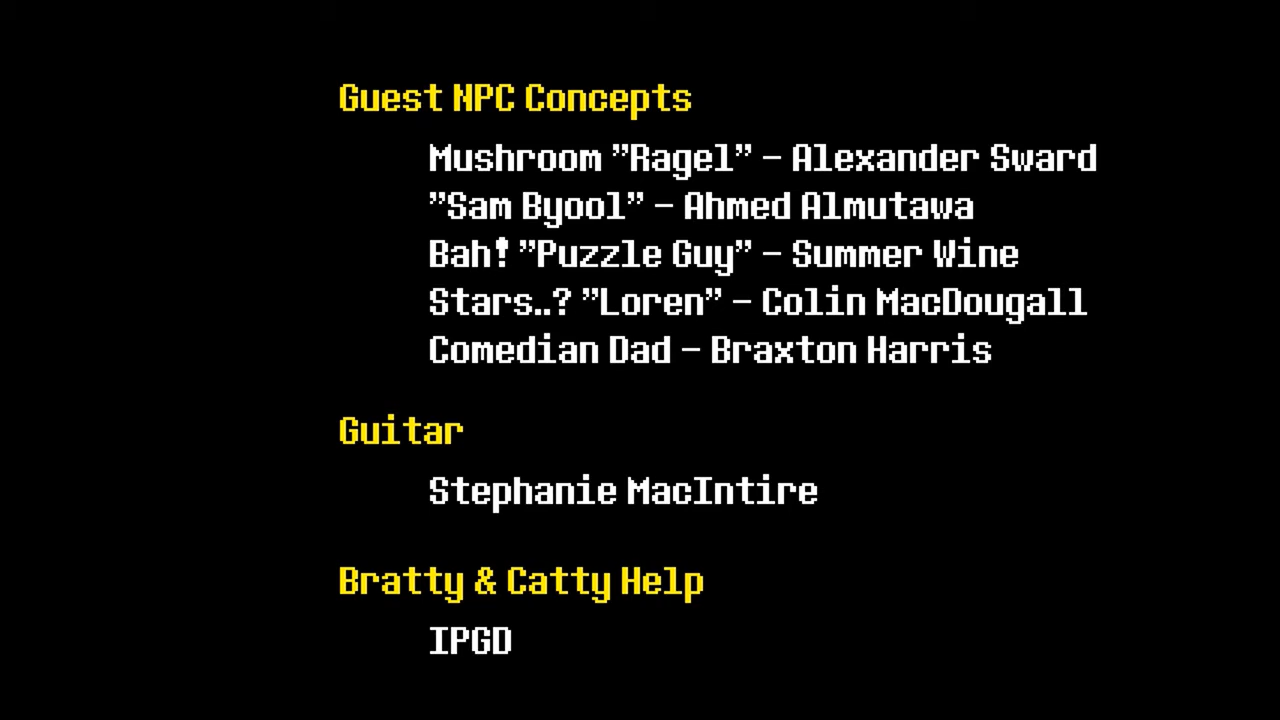 Guest NPC Concepts
Mushroom ”Ragel” – Alexander Sward
”Sam Byool” – Ahmed Almutawa
Bah! ”Puzzle Guy” – Summer Wine
Stars..? ”Loren” – Colin MacDougall
Comedian Dad – Braxton Harris
Guitar
Stephanie MacIntire
Bratty & Catty Help
IPGD